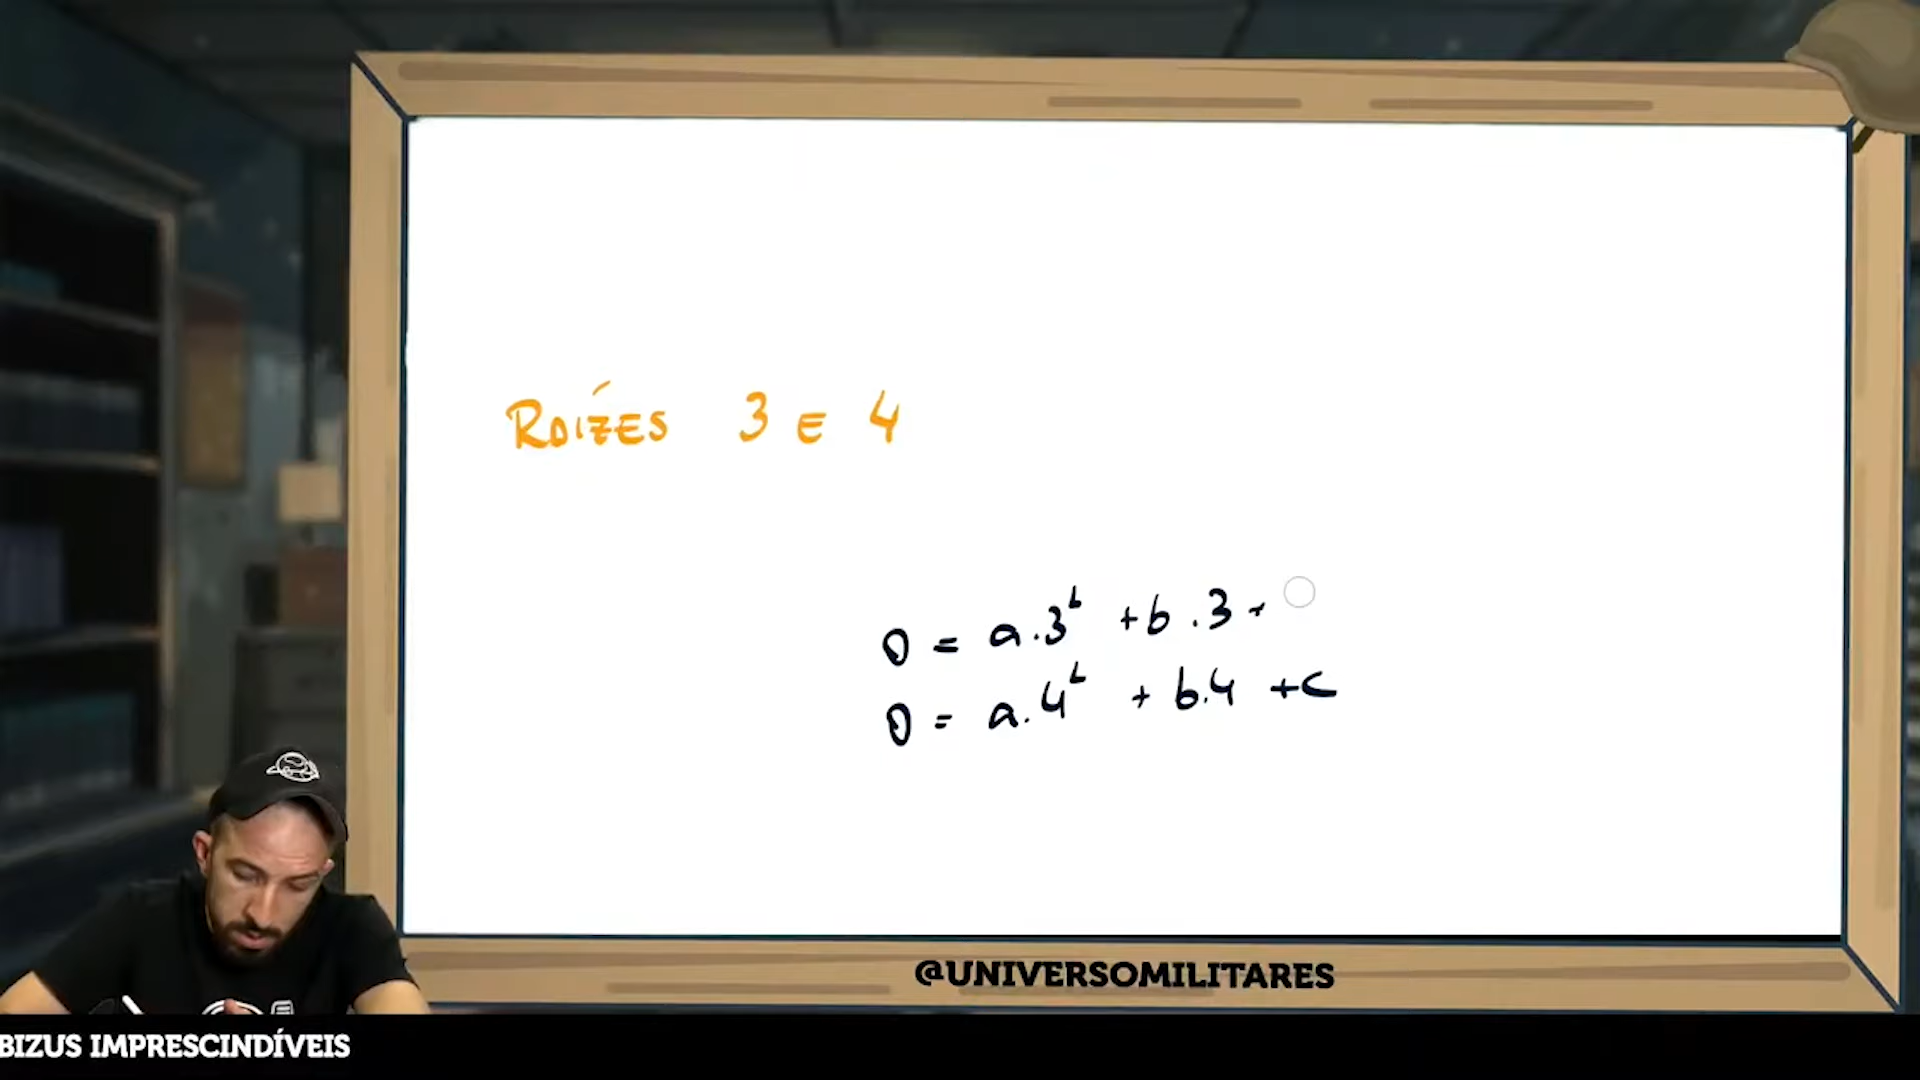 RAÍZES 3 E 4
0 = a.3² + b.3 +
0 = a.4² + b.4 + c
@UNIVERSOMILITARES
BIZUS IMPRESCINDÍVEIS